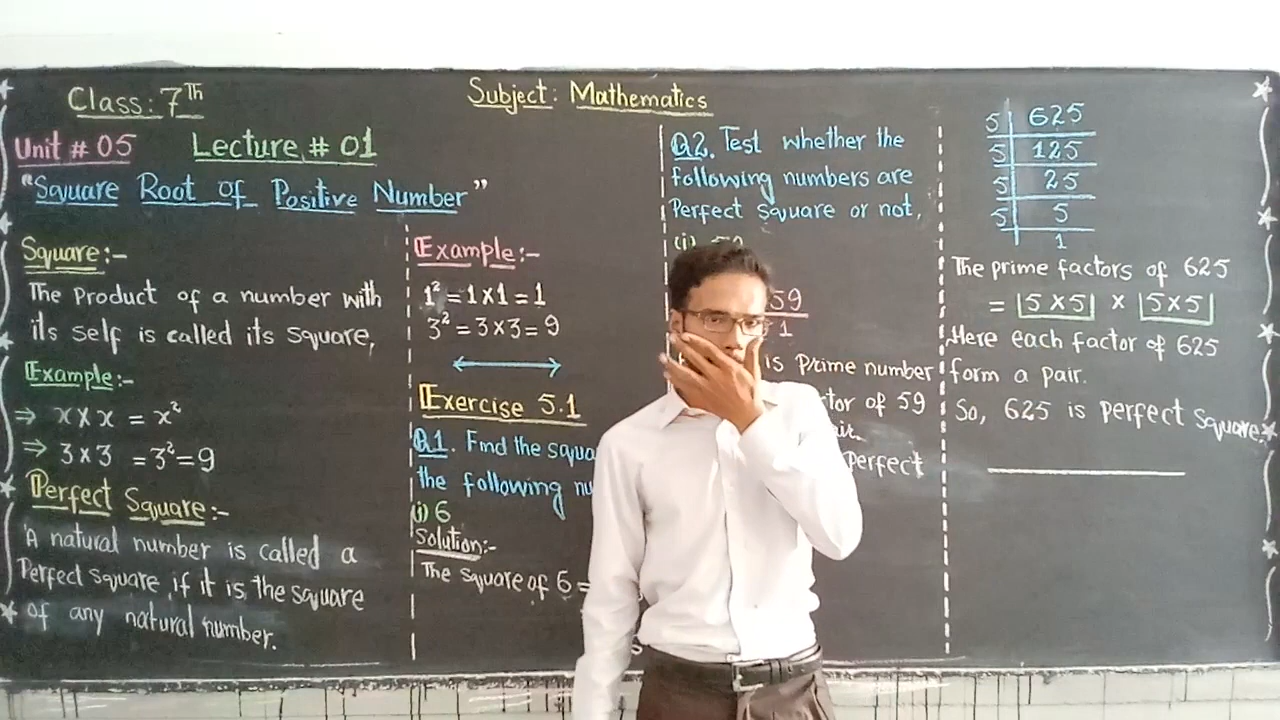 Class: 7Th
Subject: Mathematics
Unit # 05 Lecture # 01
"Square Root of Positive Number"
Square:-
The Product of a number with
its self is called its square,
Example:-
⇒ x × x = x²
⇒ 3 × 3 = 3² = 9
Perfect Square:-
A natural number is called a
Perfect square, if it is the square
of any natural number.
Example:-
1² = 1 × 1 = 1
3² = 3 × 3 = 9
Exercise 5.1
Q1. Find the
the following
(i) 6
Solution:-
The square of 6 =
Q2. Test whether the
following numbers are
Perfect square or not,
(i)
59
1
is Prime number
of 59
Perfect
5 | 625
5 | 125
5 | 25
5 | 5
1
The prime factors of 625
= 5 × 5 × 5 × 5
Here each factor of 625
form a pair.
So, 625 is perfect square.